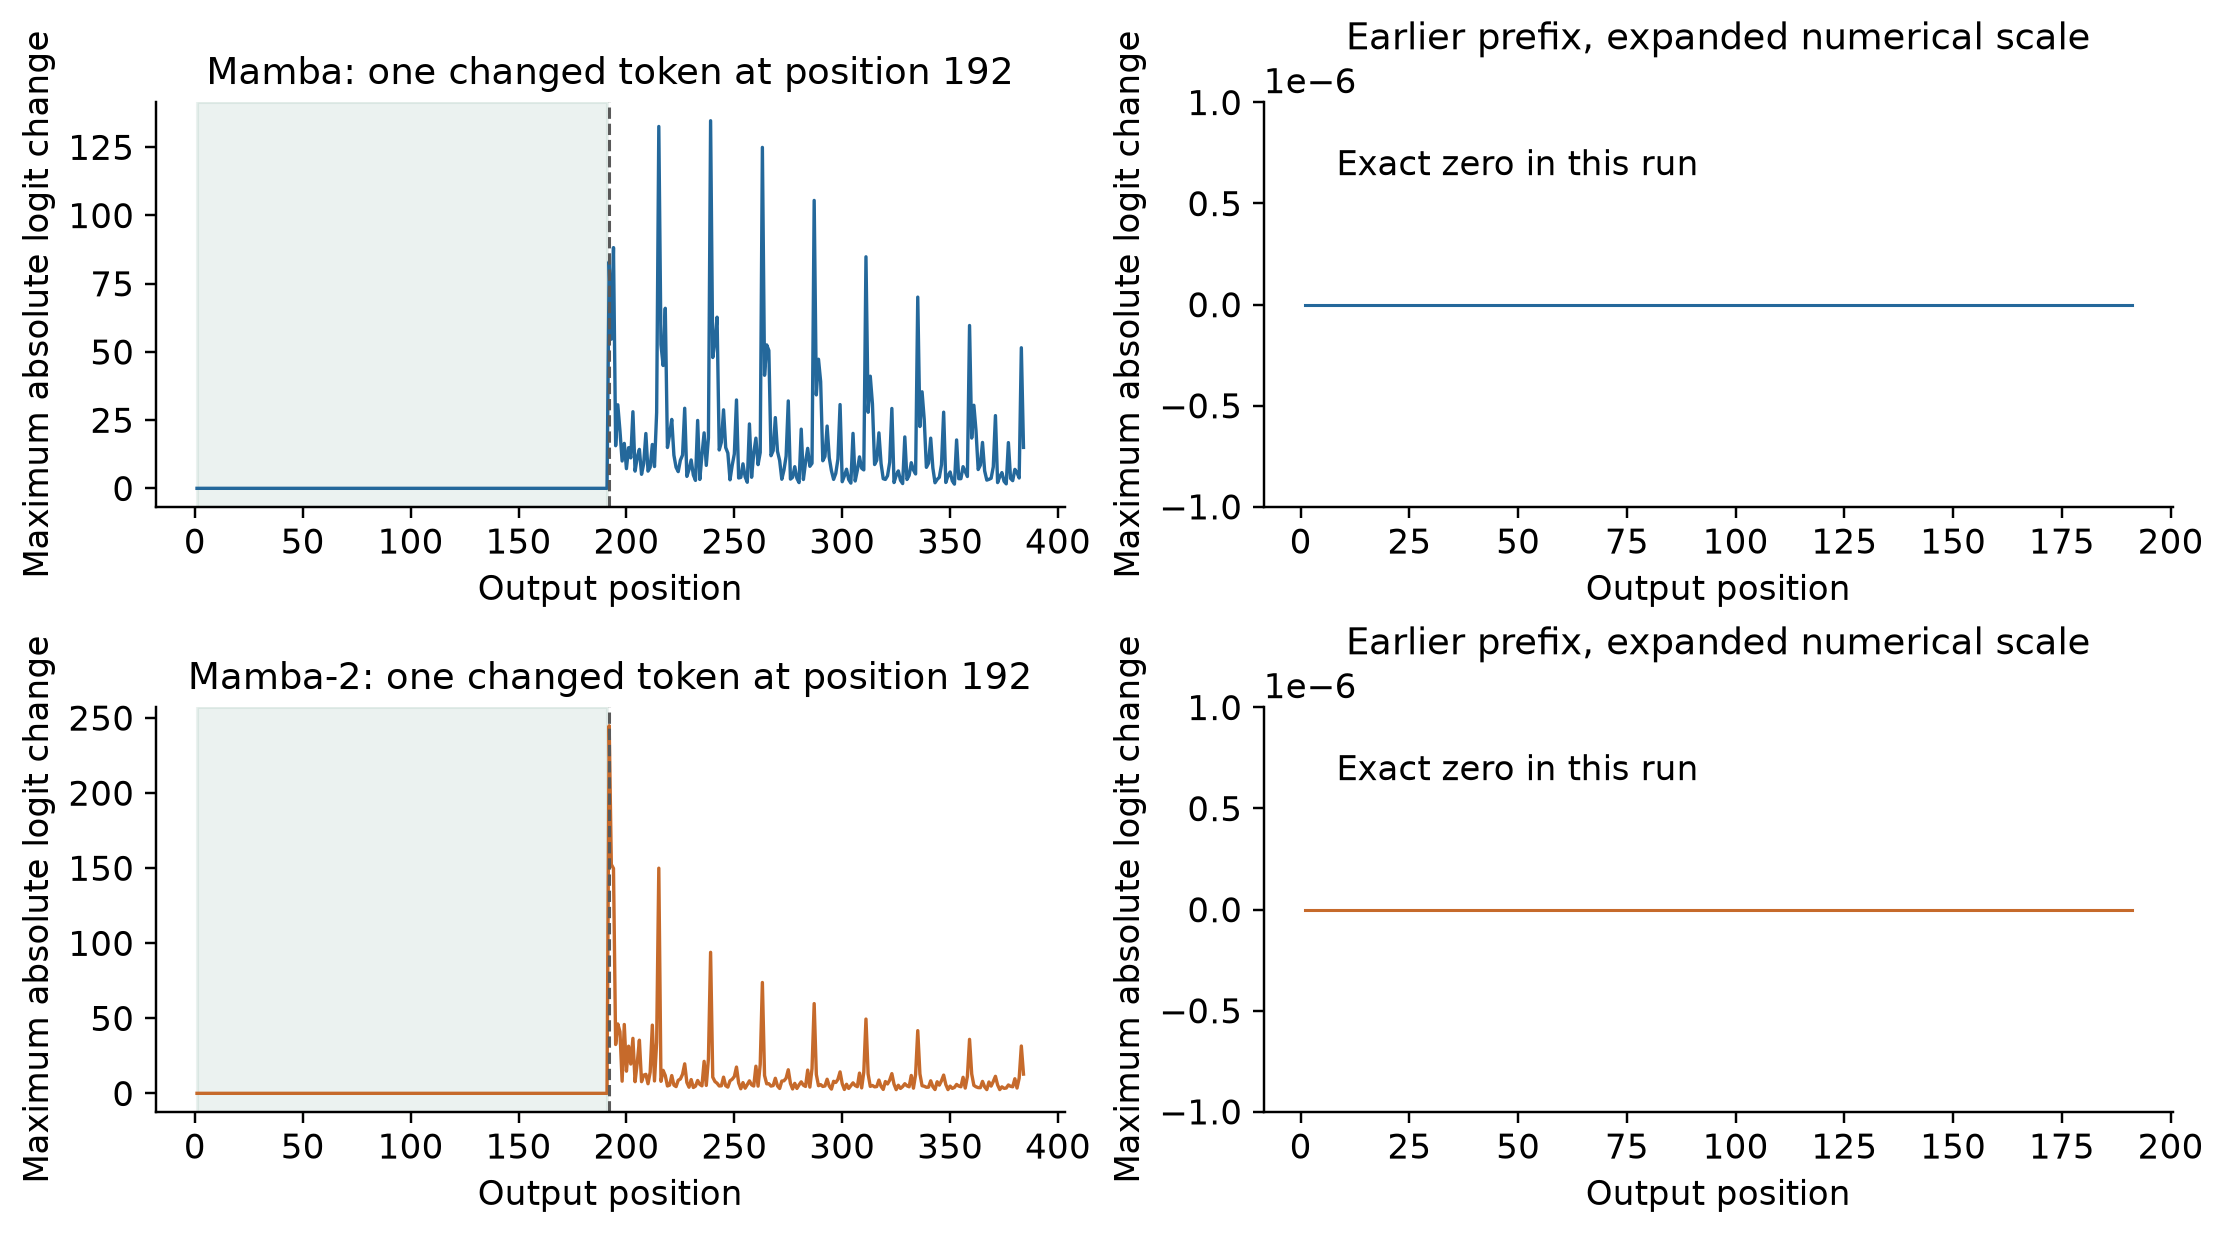 Mamba: one changed token at position 192
Maximum absolute logit change
125
100
75
50
25
0
0 50 100 150 200 250 300 350 400
Output position
Earlier prefix, expanded numerical scale
1e−6
Maximum absolute logit change
1.0
Exact zero in this run
0.5
0.0
−0.5
−1.0
0 25 50 75 100 125 150 175 200
Output position
Mamba-2: one changed token at position 192
Maximum absolute logit change
250
200
150
100
50
0
0 50 100 150 200 250 300 350 400
Output position
Earlier prefix, expanded numerical scale
1e−6
Maximum absolute logit change
1.0
Exact zero in this run
0.5
0.0
−0.5
−1.0
0 25 50 75 100 125 150 175 200
Output position